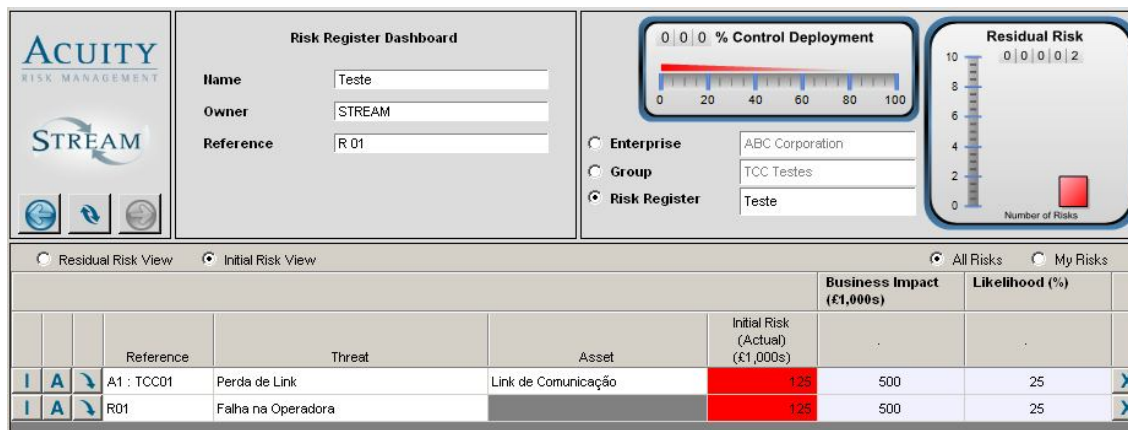 ACUITY
RISK MANAGEMENT
STREAM
Risk Register Dashboard
Name Teste
Owner STREAM
Reference R 01
0 0 0 % Control Deployment
0 20 40 60 80 100
Enterprise ABC Corporation
Group TCC Testes
Risk Register Teste
Residual Risk
0 0 0 0 2
10
8
6
4
2
0
Number of Risks
Residual Risk View Initial Risk View All Risks My Risks
Business Impact (£1,000s) Likelihood (%)
Reference Threat Asset Initial Risk (Actual) (£1,000s) . .
I A A1 : TCC01 Perda de Link Link de Comunicação 125 500 25 X
I A R01 Falha na Operadora 125 500 25 X